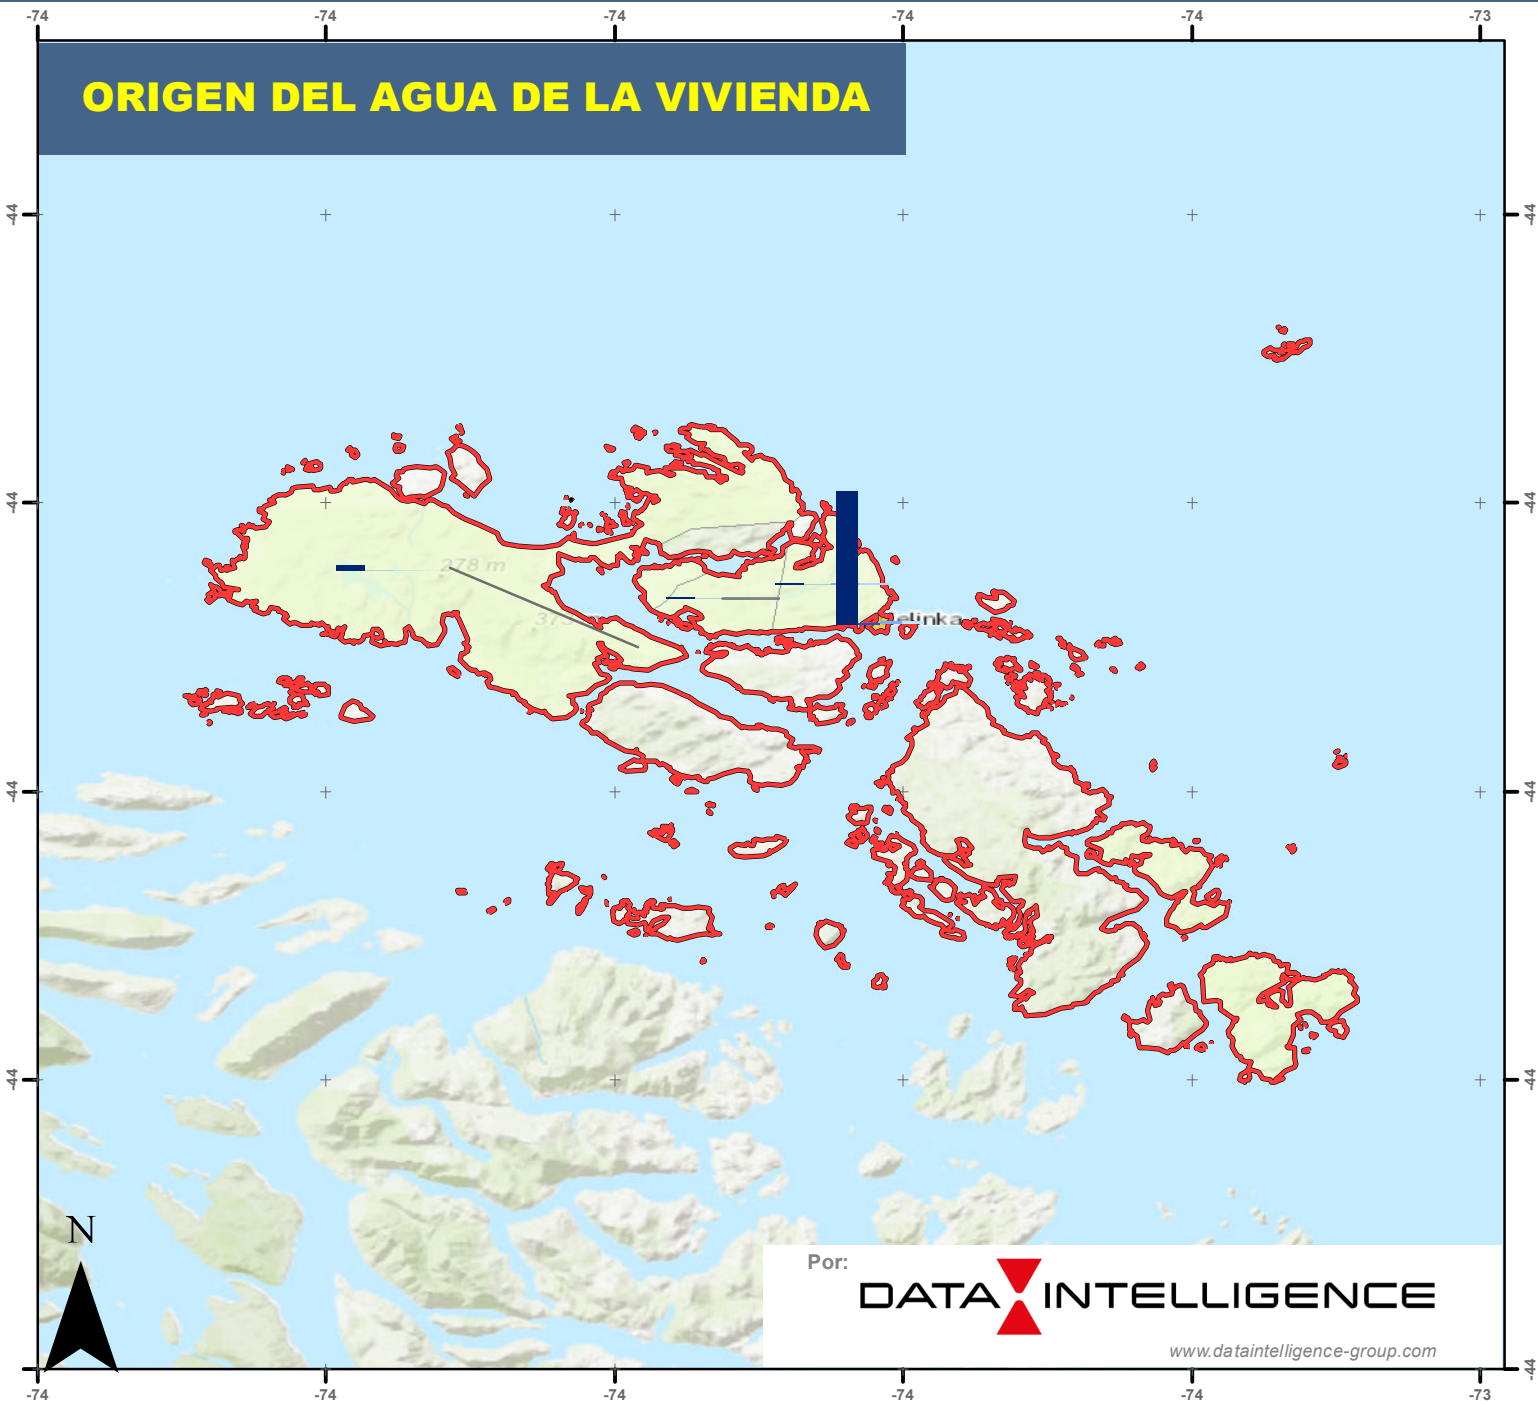 -74 -74 -74 -74 -74 -73
ORIGEN DEL AGUA DE LA VIVIENDA
-44 -44
-44 -44
278 m
elinka
-44 -44
-44 -44
N
Por:
DATA INTELLIGENCE
www.dataintelligence-group.com
-44
-74 -74 -74 -74 -74 -73